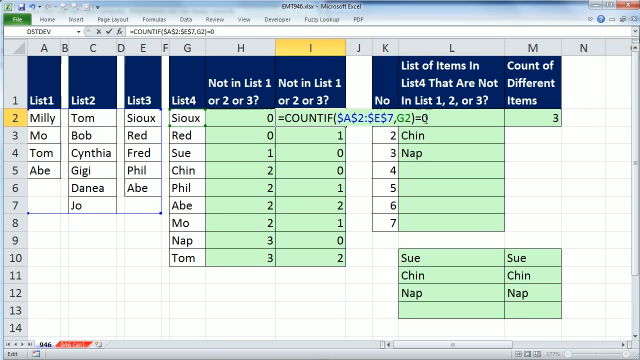 EMT946.xlsx - Microsoft Excel
File Home Insert Page Layout Formulas Data Review View Developer Add-Ins Fuzzy Lookup PDF
DSTDEV =COUNTIF($A$2:$E$7,G2)=0
A B C D E F G H I J K L M N
1 List1 List2 List3 List4 Not in List 1 or 2 or 3? Not in List 1 or 2 or 3? No List of Items In List4 That Are Not In List 1, 2, or 3? Count of Different Items
2 Milly Tom Sioux Sioux 0 =COUNTIF($A$2:$E$7,G2)=0 3
3 Mo Bob Red Red 0 1 2 Chin
4 Tom Cynthia Fred Sue 1 0 3 Nap
5 Abe Gigi Phil Chin 2 0 4
6 Danea Abe Phil 2 1 5
7 Jo Abe 2 2 6
8 Mo 2 1 7
9 Nap 3 0
10 Tom 3 2 Sue Sue
11 Chin Chin
12 Nap Nap
13
14
946 946 (an)
Edit 177%